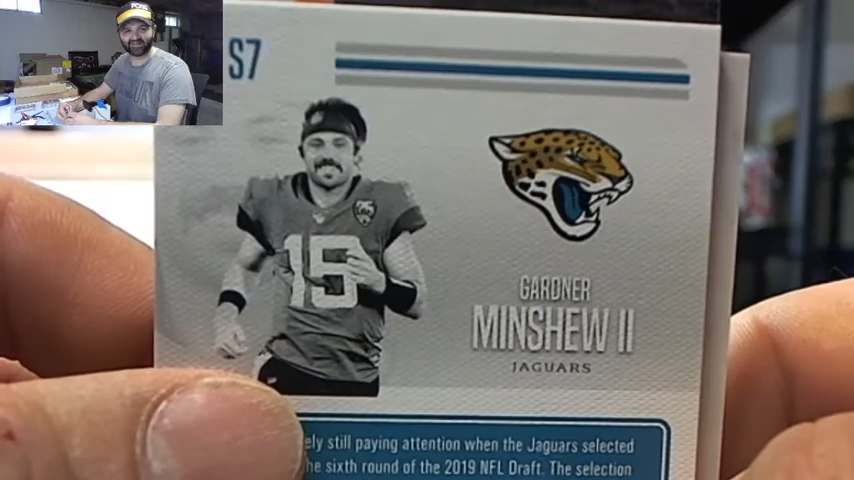 S7
15
GARDNER
MINSHEW II
JAGUARS
ely still paying attention when the Jaguars selected
he sixth round of the 2019 NFL Draft. The selection